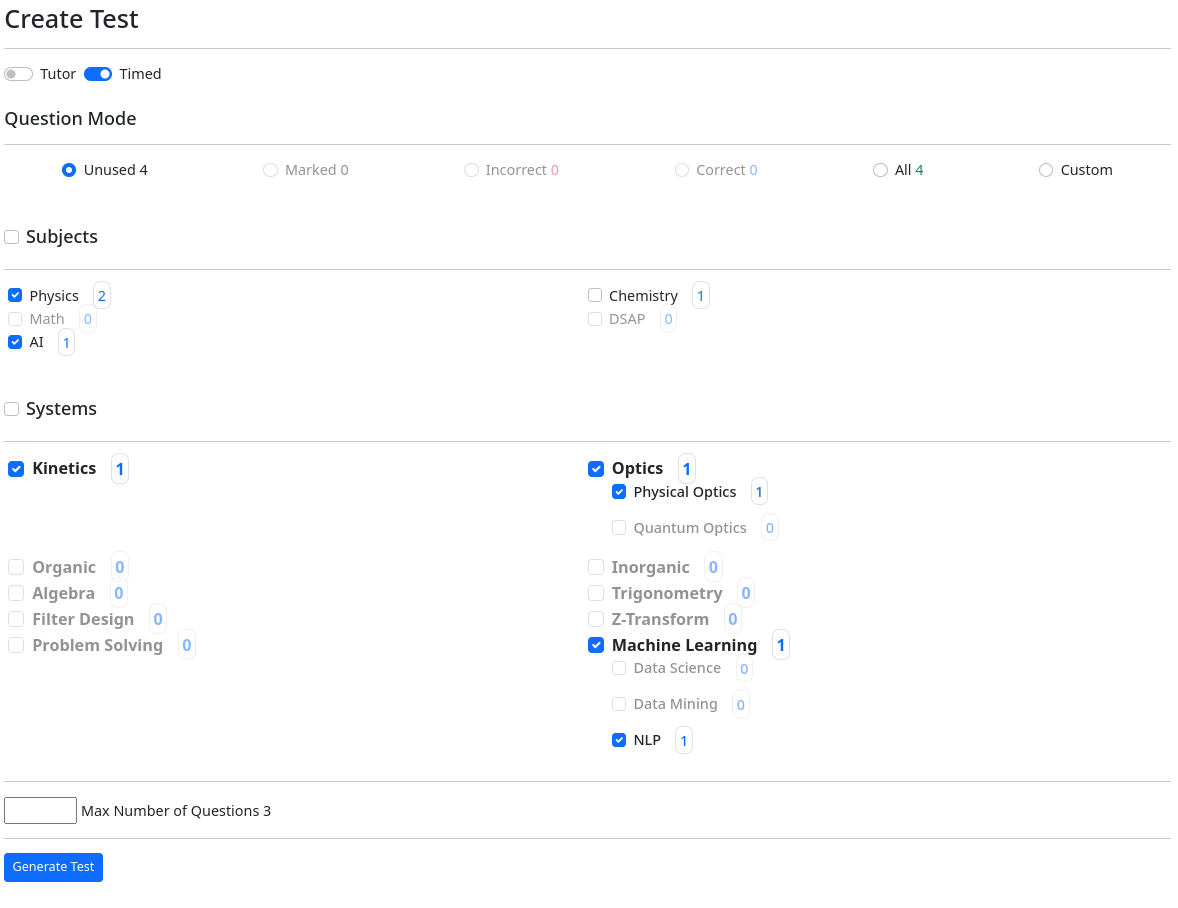 Create Test
Tutor Timed
Question Mode
Unused 4 Marked 0 Incorrect 0 Correct 0 All 4 Custom
Subjects
Physics 2 Chemistry 1
Math 0 DSAP 0
AI 1
Systems
Kinetics 1 Optics 1
Physical Optics 1
Quantum Optics 0
Organic 0 Inorganic 0
Algebra 0 Trigonometry 0
Filter Design 0 Z-Transform 0
Problem Solving 0 Machine Learning 1
Data Science 0
Data Mining 0
NLP 1
Max Number of Questions 3
Generate Test